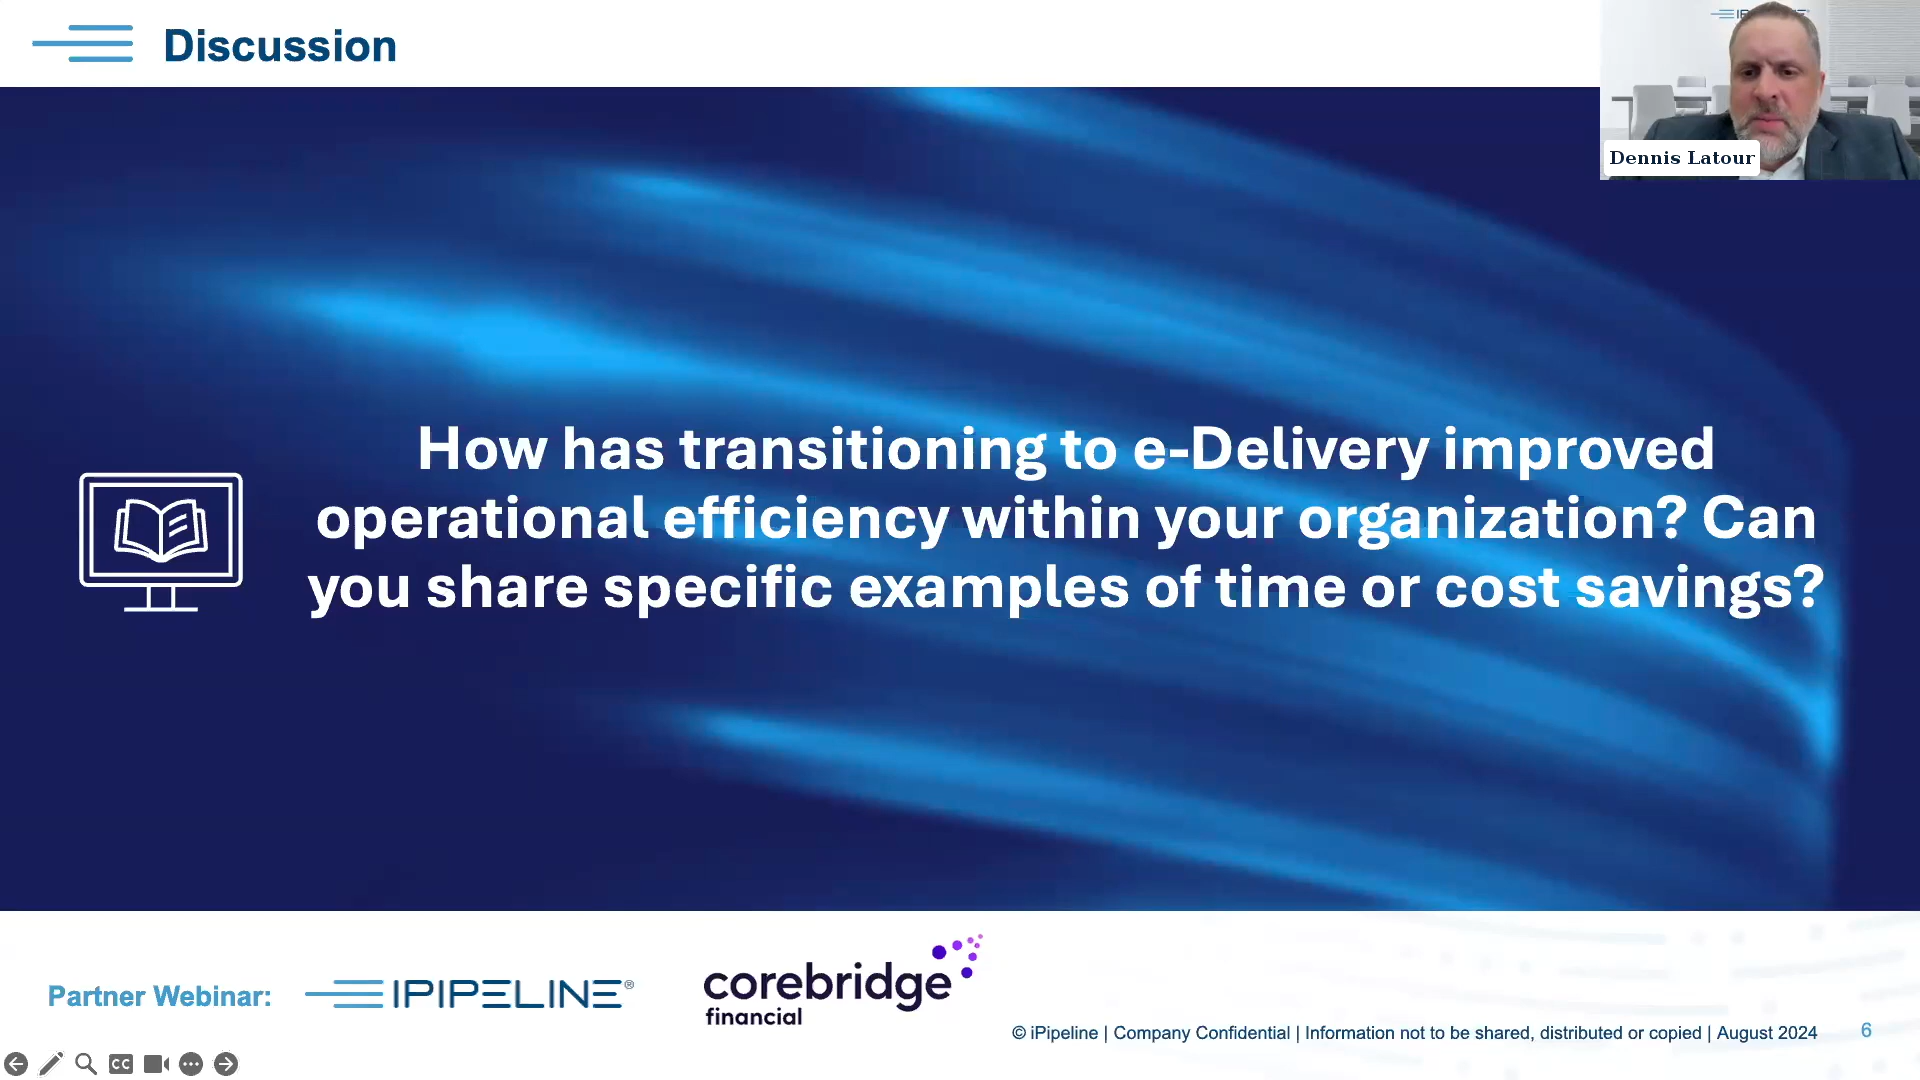 Discussion
Dennis Latour
How has transitioning to e-Delivery improved
operational efficiency within your organization? Can
you share specific examples of time or cost savings?
Partner Webinar:
IPIPELINE®
corebridge
financial
© iPipeline | Company Confidential | Information not to be shared, distributed or copied | August 2024
6
CC